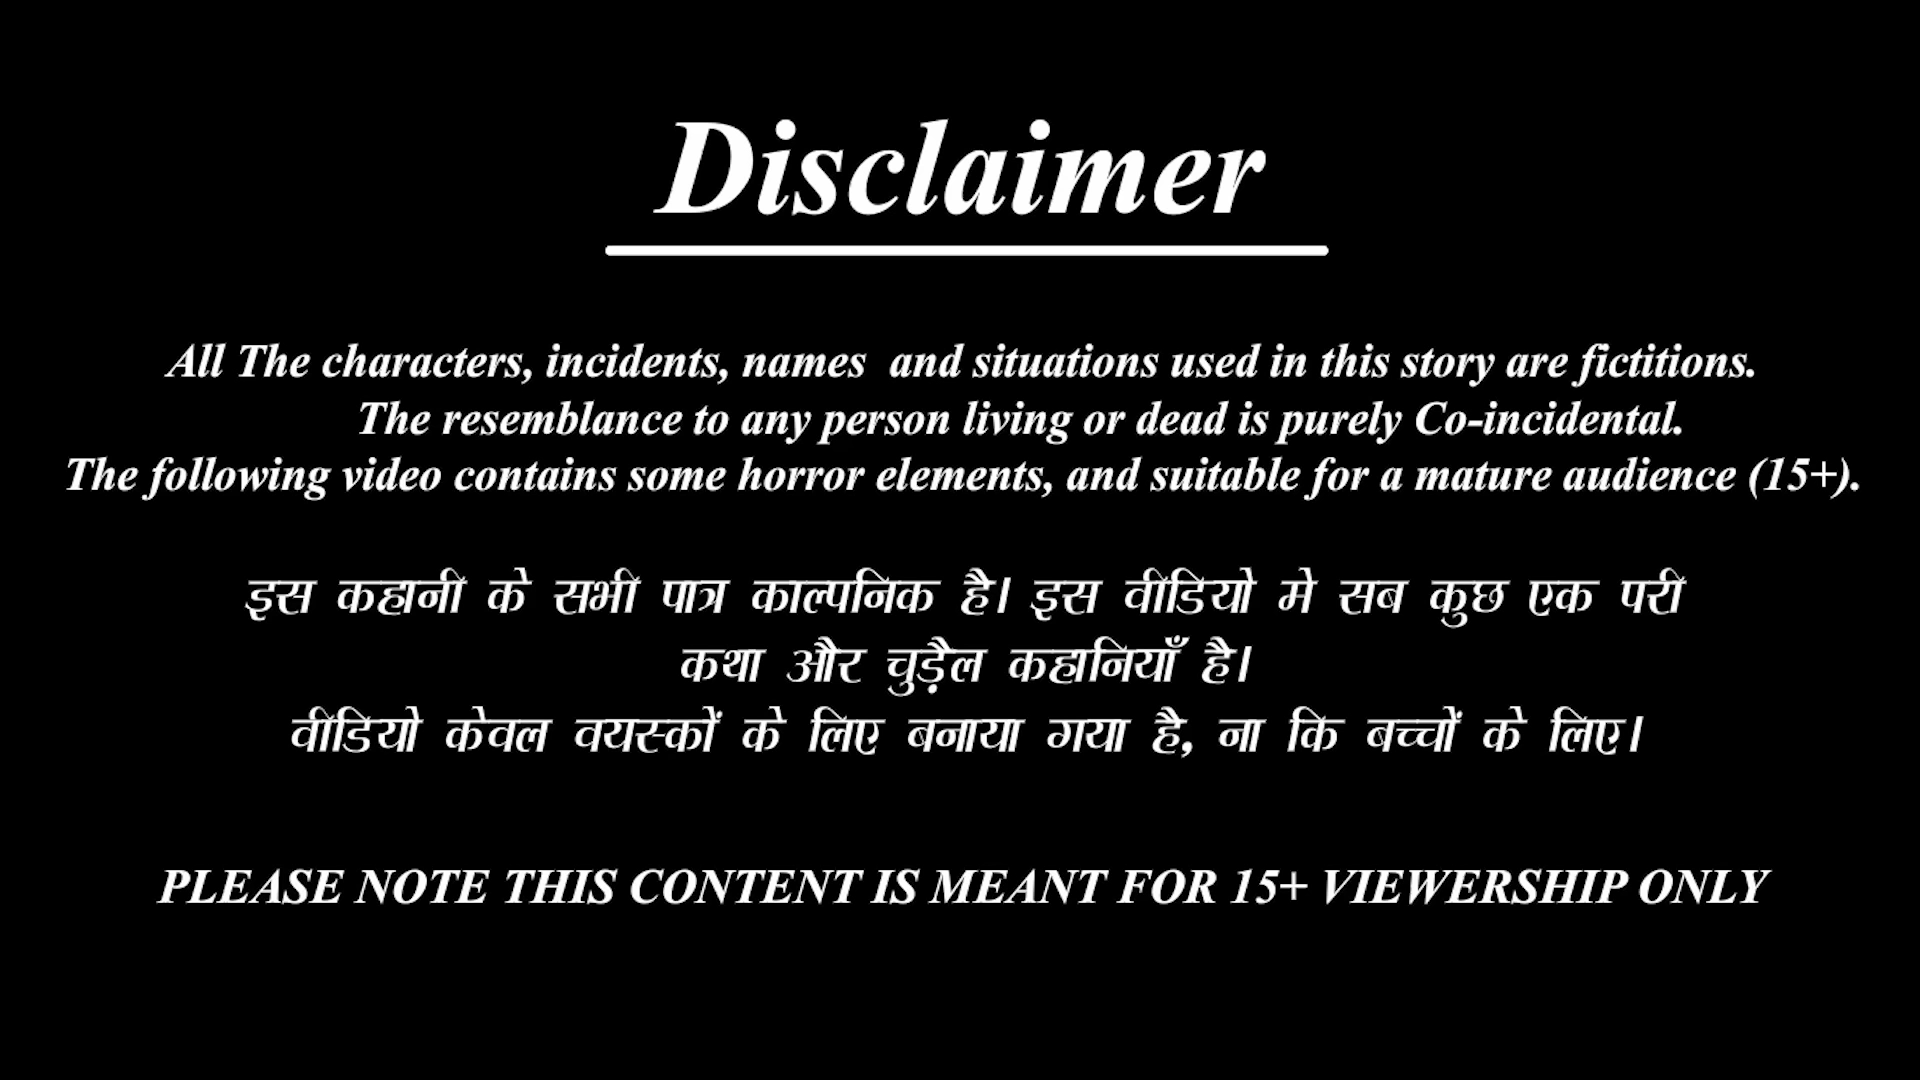 Disclaimer
All The characters, incidents, names and situations used in this story are fictitions.
The resemblance to any person living or dead is purely Co-incidental.
The following video contains some horror elements, and suitable for a mature audience (15+).
इस कहानी के सभी पात्र काल्पनिक है। इस वीडियो मे सब कुछ एक परी
कथा और चुड़ैल कहानियाँ है।
वीडियो केवल वयस्कों के लिए बनाया गया है, ना कि बच्चों के लिए।
PLEASE NOTE THIS CONTENT IS MEANT FOR 15+ VIEWERSHIP ONLY